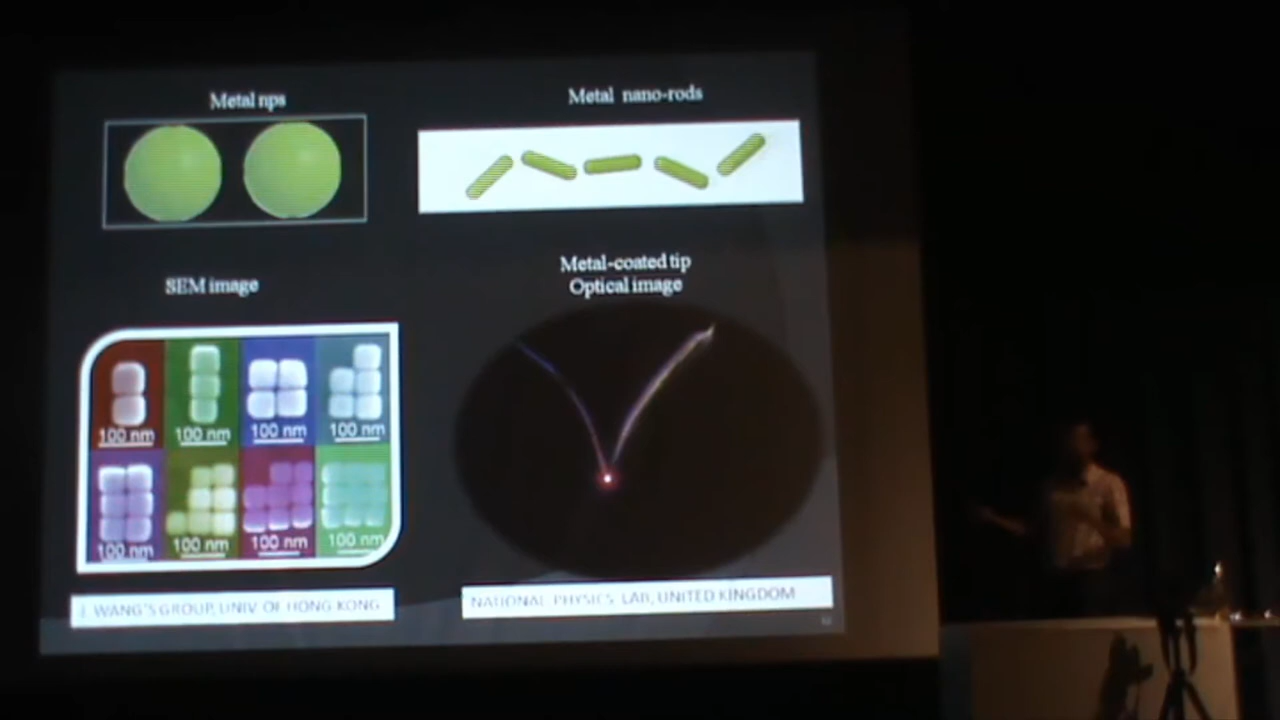 Metal nps
Metal nano-rods
SEM image
Metal-coated tip
Optical image
100 nm
100 nm
100 nm
100 nm
100 nm
100 nm
100 nm
100 nm
WANG'S GROUP, UNIV. OF HONG KONG
NATIONAL PHYSICS LAB, UNITED KINGDOM